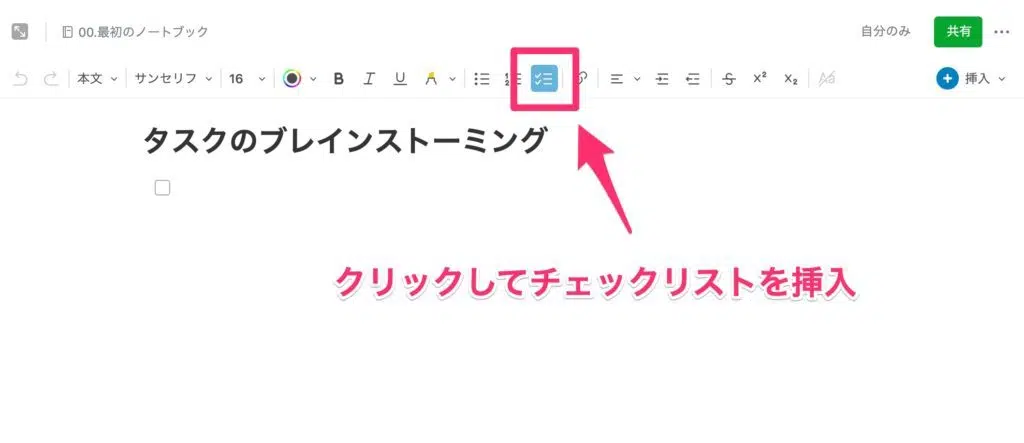 00.最初のノートブック
自分のみ
共有
本文 サンセリフ 16 B I U A X² X₂ 挿入
タスクのブレインストーミング
クリックしてチェックリストを挿入